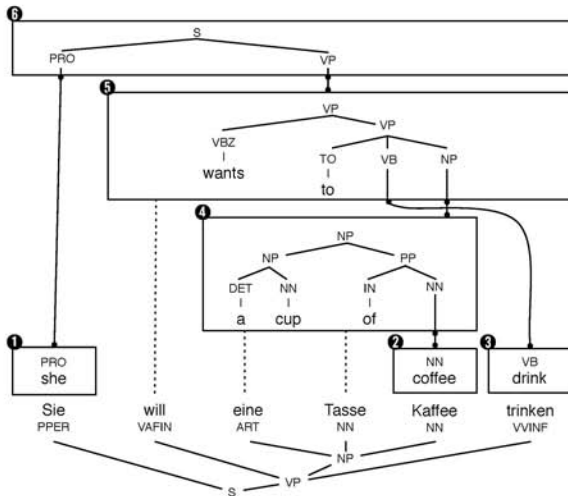 6
S
PRO VP
5
VP
VBZ VP
wants TO VB NP
to
4
NP
NP PP
DET NN IN NN
a cup of
1 2 3
PRO NN VB
she coffee drink
Sie will eine Tasse Kaffee trinken
PPER VAFIN ART NN NN VVINF
NP
VP
S